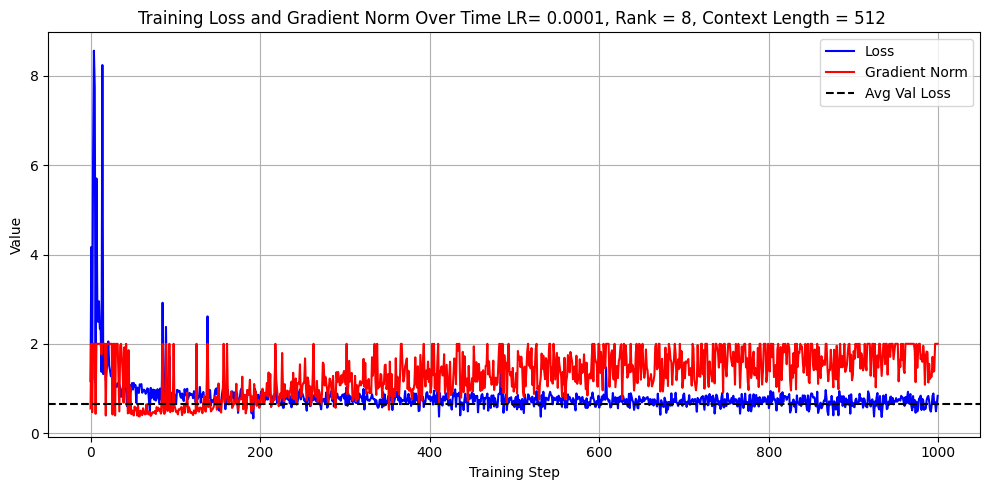 Training Loss and Gradient Norm Over Time LR= 0.0001, Rank = 8, Context Length = 512
Loss
Gradient Norm
Avg Val Loss
Value
8
6
4
2
0
0
200
400
600
800
1000
Training Step